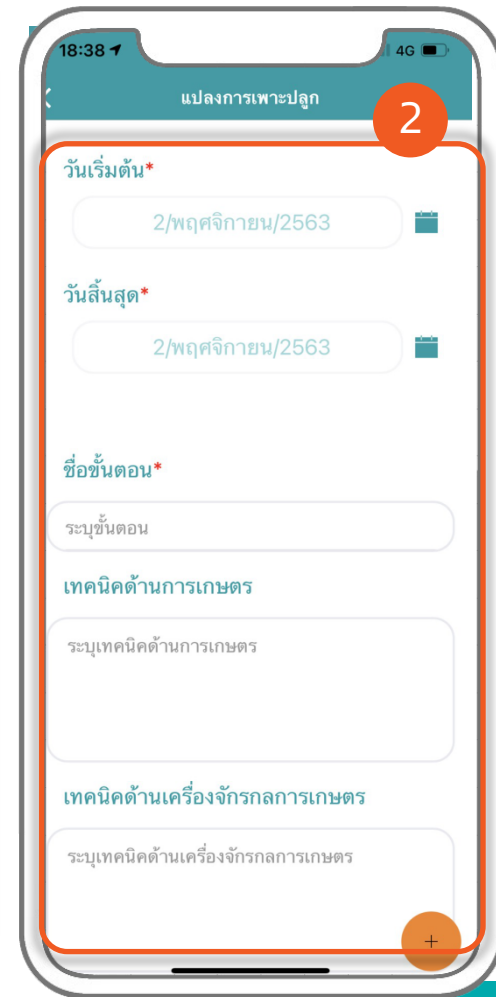 18:38
4G
แปลงการเพาะปลูก
2
วันเริ่มต้น*
2/พฤศจิกายน/2563
วันสิ้นสุด*
2/พฤศจิกายน/2563
ชื่อขั้นตอน*
ระบุขั้นตอน
เทคนิคด้านการเกษตร
ระบุเทคนิคด้านการเกษตร
เทคนิคด้านเครื่องจักรกลการเกษตร
ระบุเทคนิคด้านเครื่องจักรกลการเกษตร
+